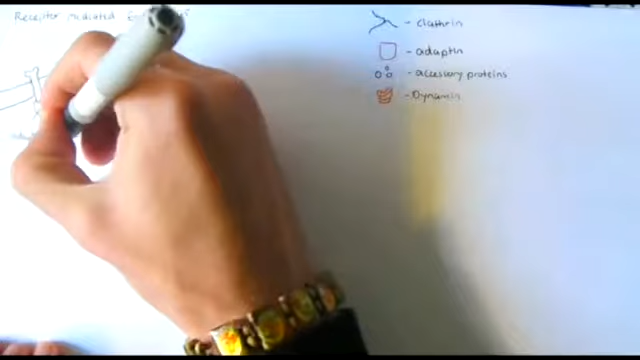 Receptor mediated
- clathrin
- adaptin
- accessory proteins
- Dynamin